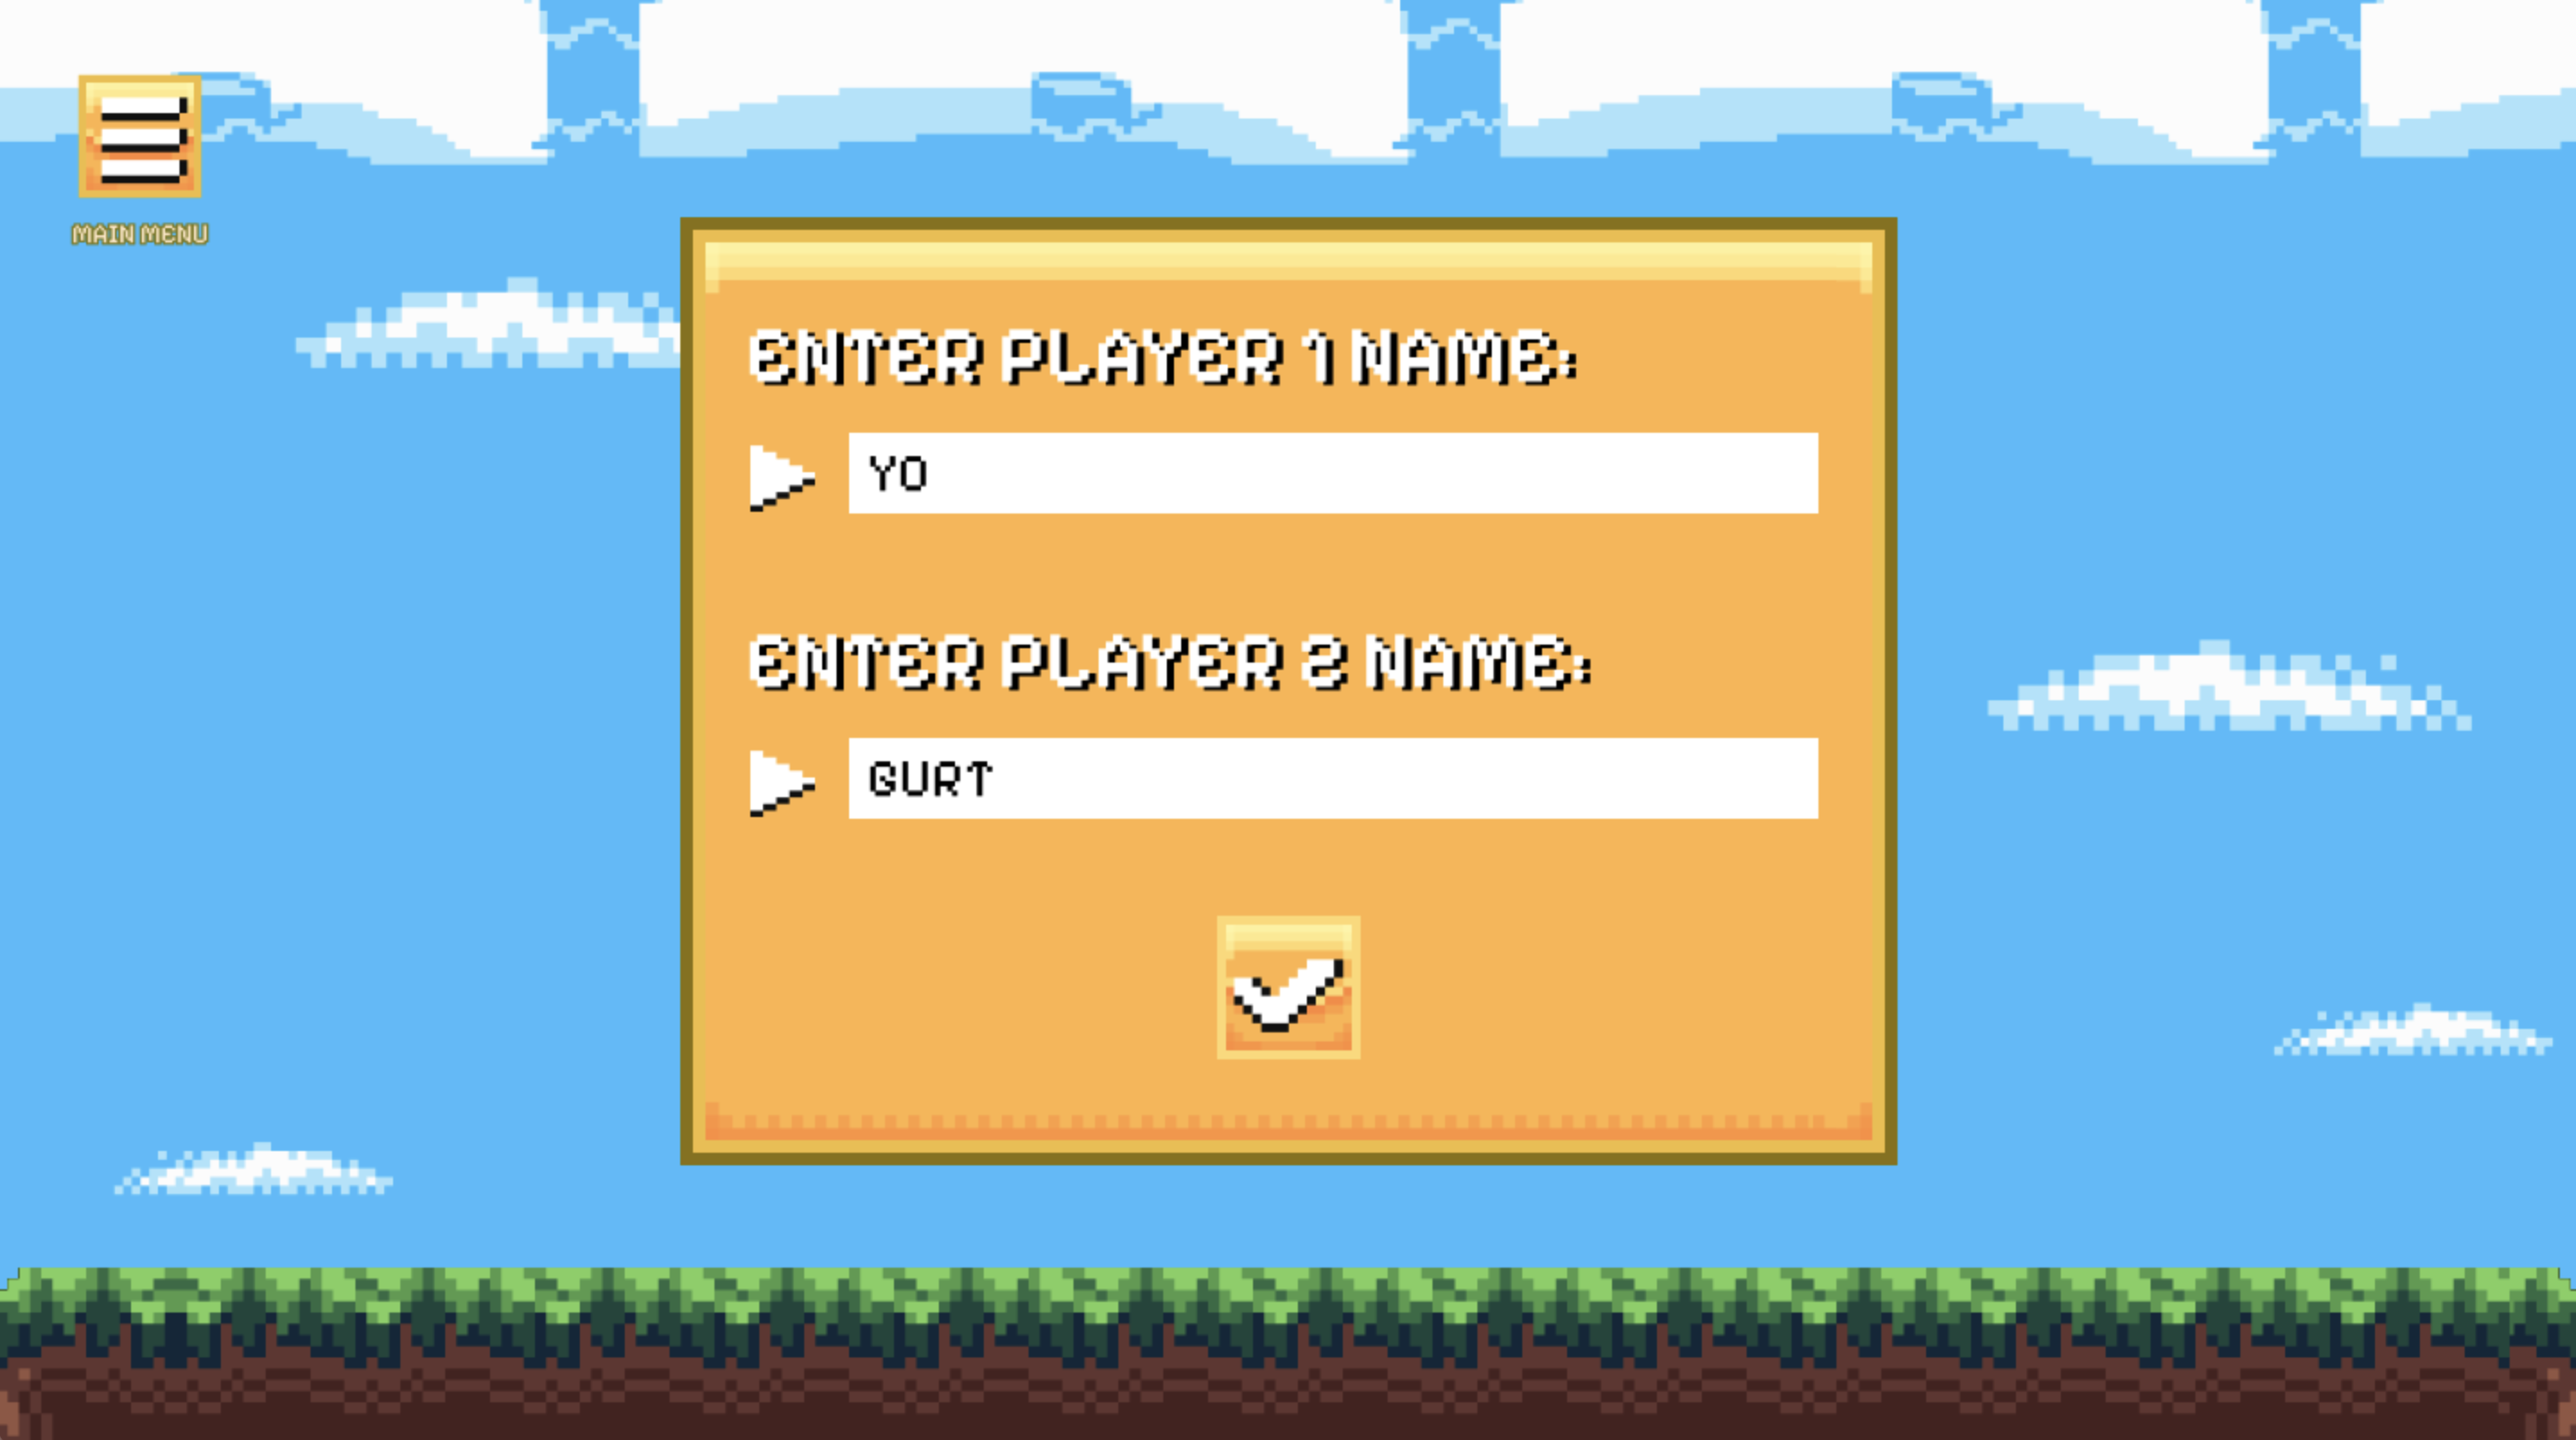 MAIN MENU
ENTER PLAYER 1 NAME:
YO
ENTER PLAYER 2 NAME:
GURT